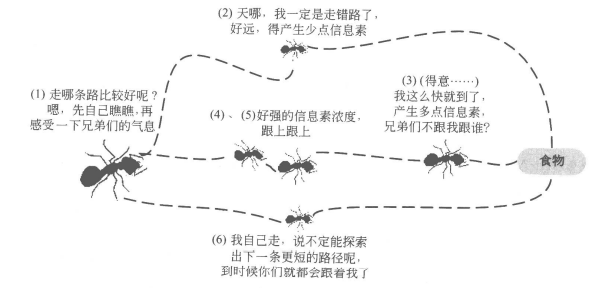 (2) 天哪，我一定是走错路了，
好远，得产生少点信息素
(1) 走哪条路比较好呢？
嗯，先自己瞧瞧，再
感受一下兄弟们的气息
(4) 、 (5)好强的信息素浓度，
跟上跟上
(3) (得意……)
我这么快就到了，
产生多点信息素，
兄弟们不跟我跟谁？
食物
(6) 我自己走，说不定能探索
出下一条更短的路径呢，
到时候你们就都会跟着我了